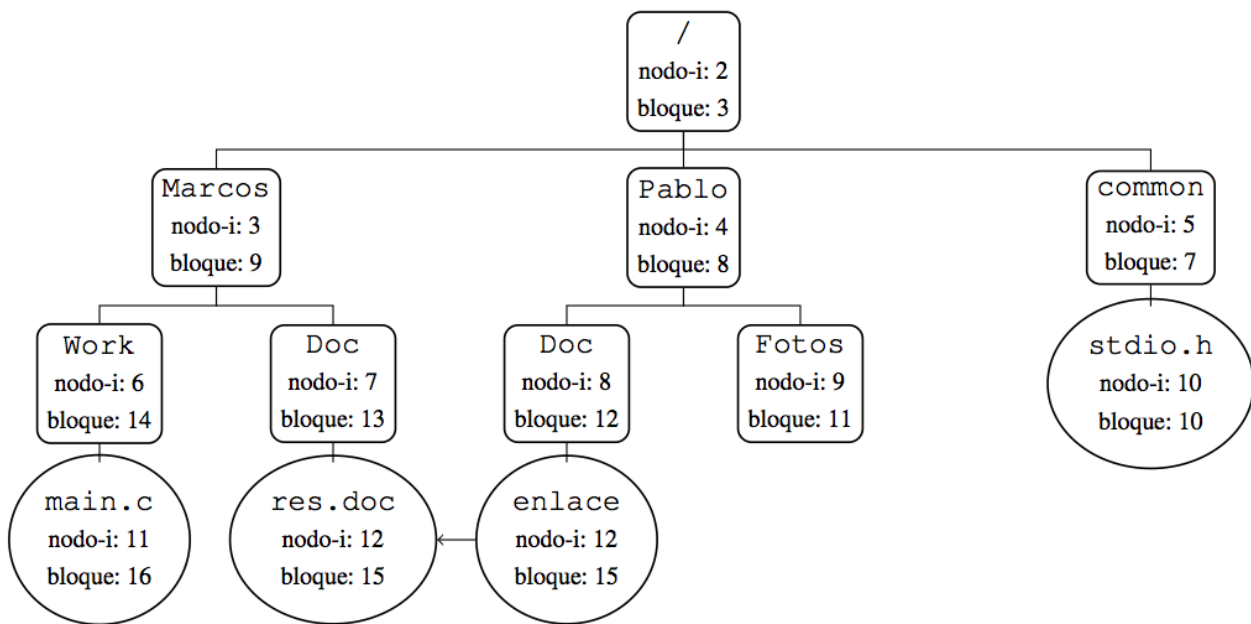 /
nodo-i: 2
bloque: 3
Marcos
nodo-i: 3
bloque: 9
Pablo
nodo-i: 4
bloque: 8
common
nodo-i: 5
bloque: 7
Work
nodo-i: 6
bloque: 14
Doc
nodo-i: 7
bloque: 13
Doc
nodo-i: 8
bloque: 12
Fotos
nodo-i: 9
bloque: 11
stdio.h
nodo-i: 10
bloque: 10
main.c
nodo-i: 11
bloque: 16
res.doc
nodo-i: 12
bloque: 15
enlace
nodo-i: 12
bloque: 15